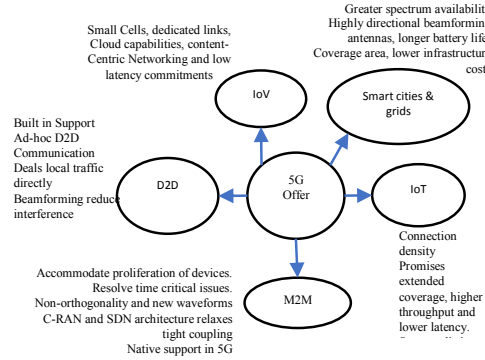 Small Cells, dedicated links,
Cloud capabilities, content-
Centric Networking and low
latency commitments
Greater spectrum availabilit
Highly directional beamformin
antennas, longer battery life
Coverage area, lower infrastructur
cost
IoV
Smart cities &
grids
Built in Support
Ad-hoc D2D
Communication
Deals local traffic
directly
Beamforming reduce
interference
D2D
5G
Offer
IoT
Connection
density
Promises
extended
coverage, higher
throughput and
lower latency.
Accommodate proliferation of devices.
Resolve time critical issues.
Non-orthogonality and new waveforms
C-RAN and SDN architecture relaxes
tight coupling
Native support in 5G
M2M